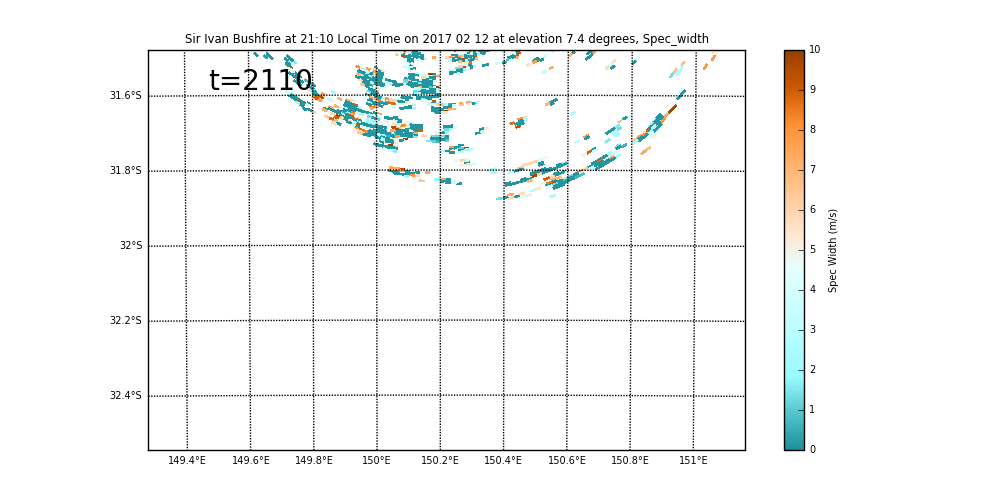 Sir Ivan Bushfire at 21:10 Local Time on 2017 02 12 at elevation 7.4 degrees, Spec_width
t=2110
31.6°S
31.8°S
32°S
32.2°S
32.4°S
149.4°E 149.6°E 149.8°E 150°E 150.2°E 150.4°E 150.6°E 150.8°E 151°E
10
9
8
7
6
5
4
3
2
1
0
Spec Width (m/s)